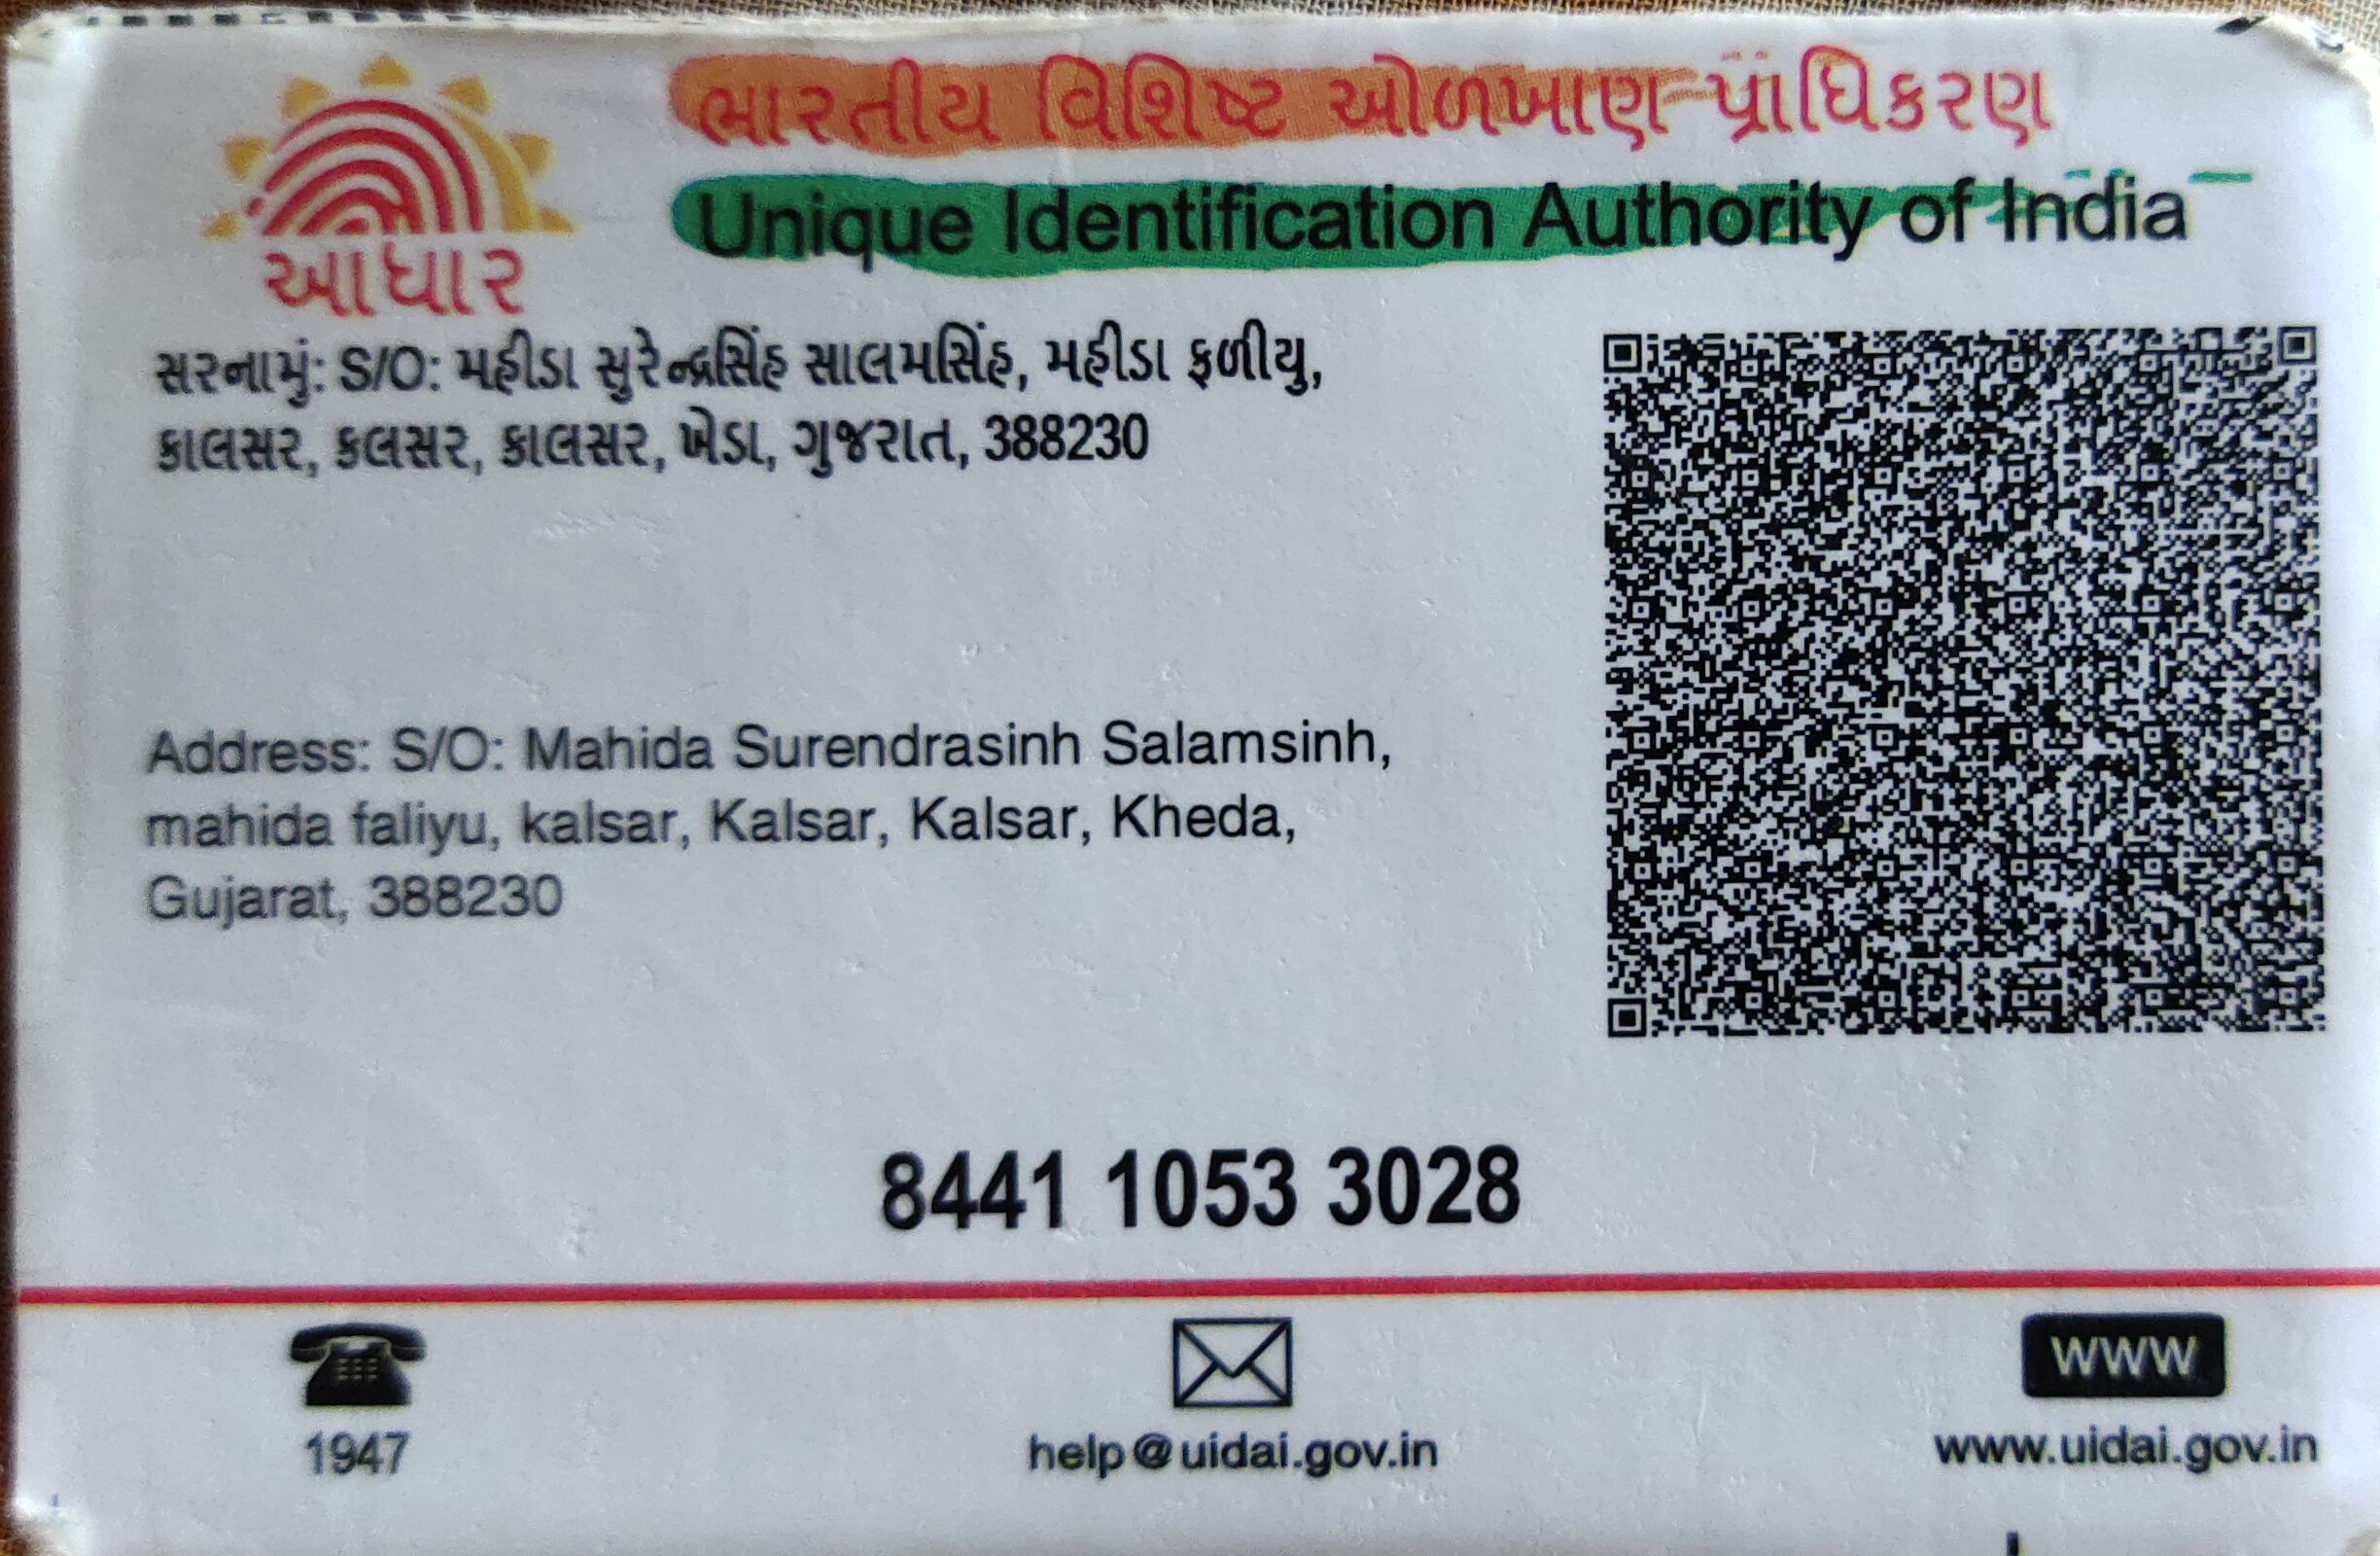 ભારતીય વિશિષ્ટ ઓળખાણ પ્રાધિકરણ
Unique Identification Authority of India
આધાર
સરનામું: S/O: મહીડા સુરેન્દ્રસિંહ સાલમસિંહ, મહીડા ફળીયુ,
કાલસર, કલસર, કાલસર, ખેડા, ગુજરાત, 388230
Address: S/O: Mahida Surendrasinh Salamsinh,
mahida faliyu, kalsar, Kalsar, Kalsar, Kheda,
Gujarat, 388230
8441 1053 3028
WWW
1947
help@uidai.gov.in
www.uidai.gov.in